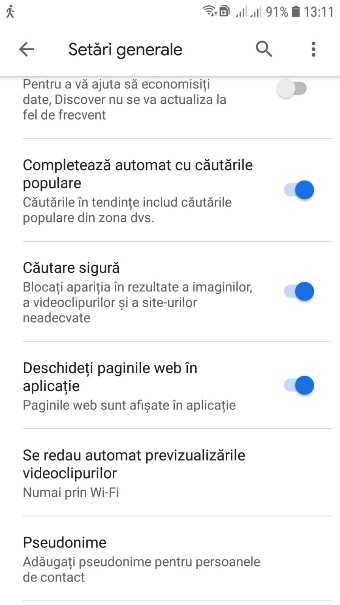 91% 13:11
Setări generale
Pentru a vă ajuta să economisiți
date, Discover nu se va actualiza la
fel de frecvent
Completează automat cu căutările
populare
Căutările în tendințe includ căutările
populare din zona dvs.
Căutare sigură
Blocați apariția în rezultate a imaginilor,
a videoclipurilor și a site-urilor
neadecvate
Deschideți paginile web în
aplicație
Paginile web sunt afișate în aplicație
Se redau automat previzualizările
videoclipurilor
Numai prin Wi-Fi
Pseudonime
Adăugați pseudonime pentru persoanele
de contact